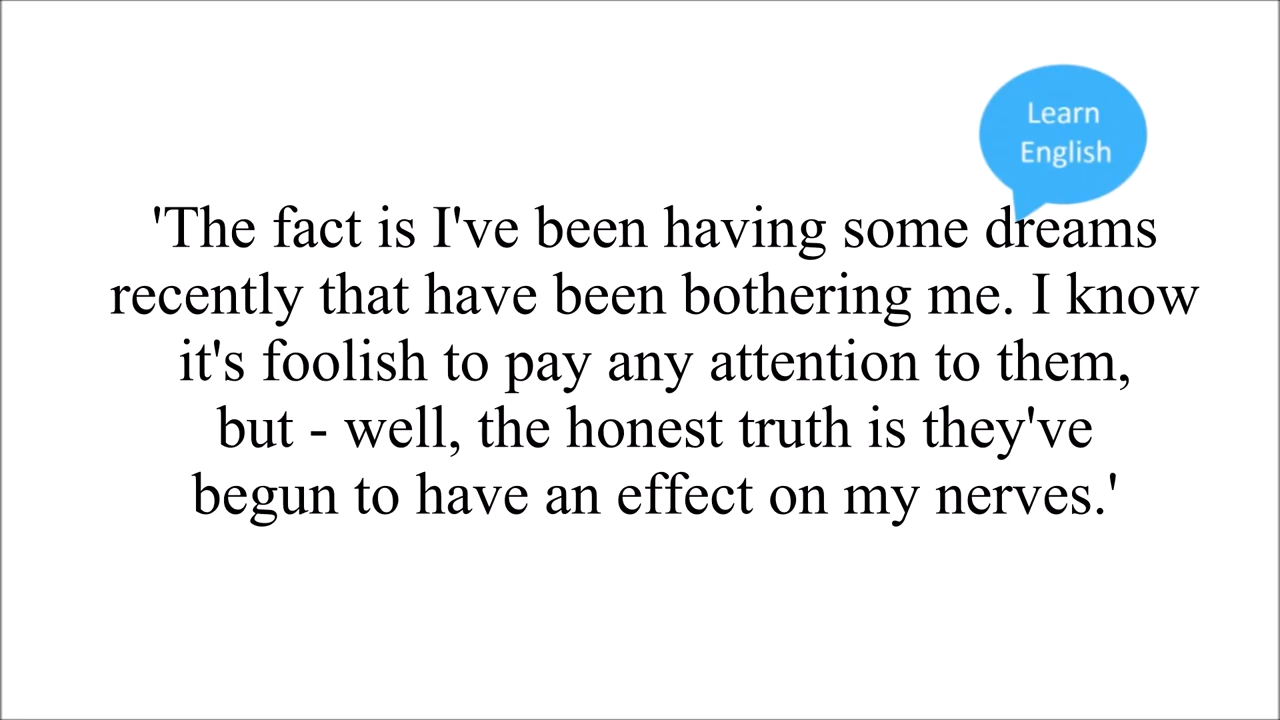 Learn
English
'The fact is I've been having some dreams
recently that have been bothering me. I know
it's foolish to pay any attention to them,
but - well, the honest truth is they've
begun to have an effect on my nerves.'